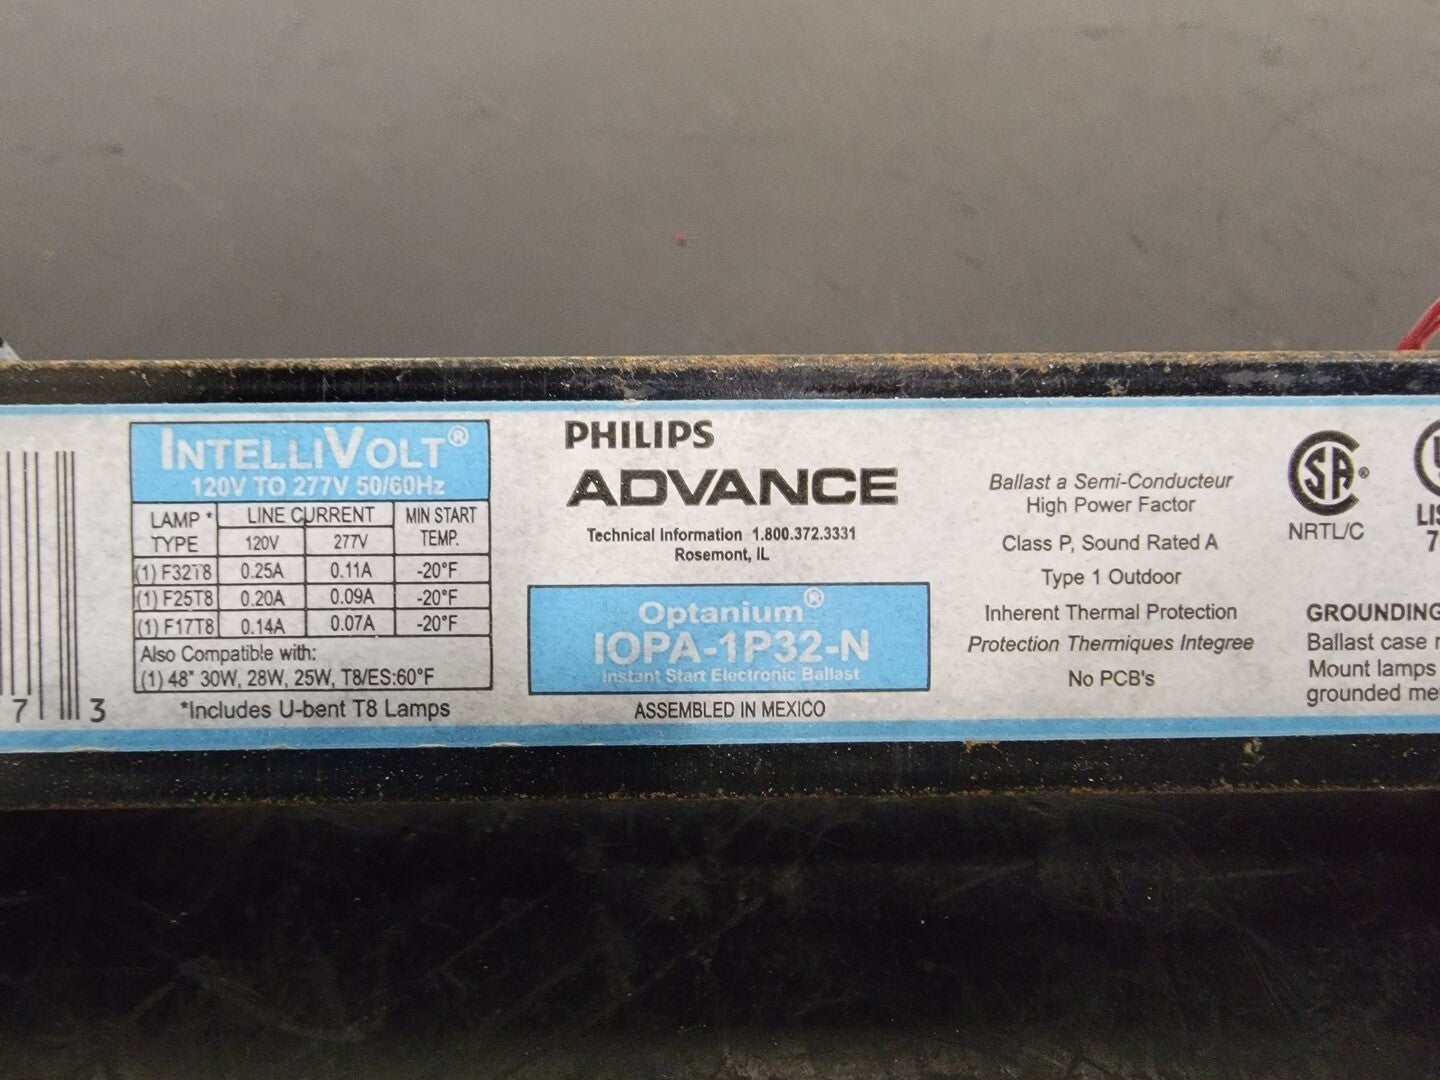 7 3
INTELLIVOLT®
120V TO 277V 50/60Hz
LAMP * TYPE LINE CURRENT MIN START TEMP.
120V 277V
(1) F32T8 0.25A 0.11A -20°F
(1) F25T8 0.20A 0.09A -20°F
(1) F17T8 0.14A 0.07A -20°F
Also Compatible with:
(1) 48" 30W, 28W, 25W, T8/ES:60°F
*Includes U-bent T8 Lamps
PHILIPS
ADVANCE
Technical Information 1.800.372.3331
Rosemont, IL
Optanium®
IOPA-1P32-N
Instant Start Electronic Ballast
ASSEMBLED IN MEXICO
Ballast a Semi-Conducteur
High Power Factor
Class P, Sound Rated A
Type 1 Outdoor
Inherent Thermal Protection
Protection Thermiques Integree
No PCB's
SA®
NRTL/C
LIS
7
GROUNDING
Ballast case
Mount lamps
grounded me